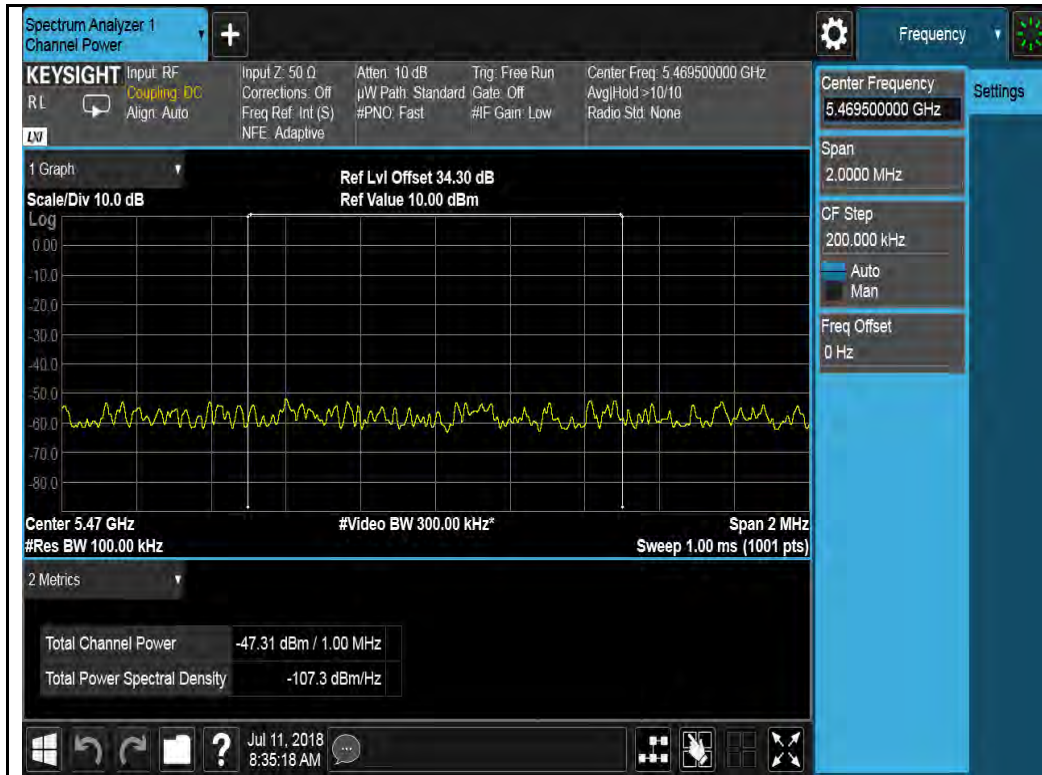 Spectrum Analyzer 1
Channel Power
+
Frequency
KEYSIGHT
RL
LXI
Input: RF
Coupling: DC
Align: Auto
Input Z: 50 Ω
Corrections: Off
Freq Ref: Int (S)
NFE: Adaptive
Atten: 10 dB
µW Path: Standard
#PNO: Fast
Trig: Free Run
Gate: Off
#IF Gain: Low
Center Freq: 5.469500000 GHz
Avg|Hold:>10/10
Radio Std: None
Center Frequency
5.469500000 GHz
Settings
Span
2.0000 MHz
CF Step
200.000 kHz
Auto
Man
Freq Offset
0 Hz
1 Graph
Scale/Div 10.0 dB
Ref Lvl Offset 34.30 dB
Ref Value 10.00 dBm
Log
0.00
-10.0
-20.0
-30.0
-40.0
-50.0
-60.0
-70.0
-80.0
Center 5.47 GHz
#Video BW 300.00 kHz*
Span 2 MHz
#Res BW 100.00 kHz
Sweep 1.00 ms (1001 pts)
2 Metrics
Total Channel Power -47.31 dBm / 1.00 MHz
Total Power Spectral Density -107.3 dBm/Hz
?
Jul 11, 2018
8:35:18 AM